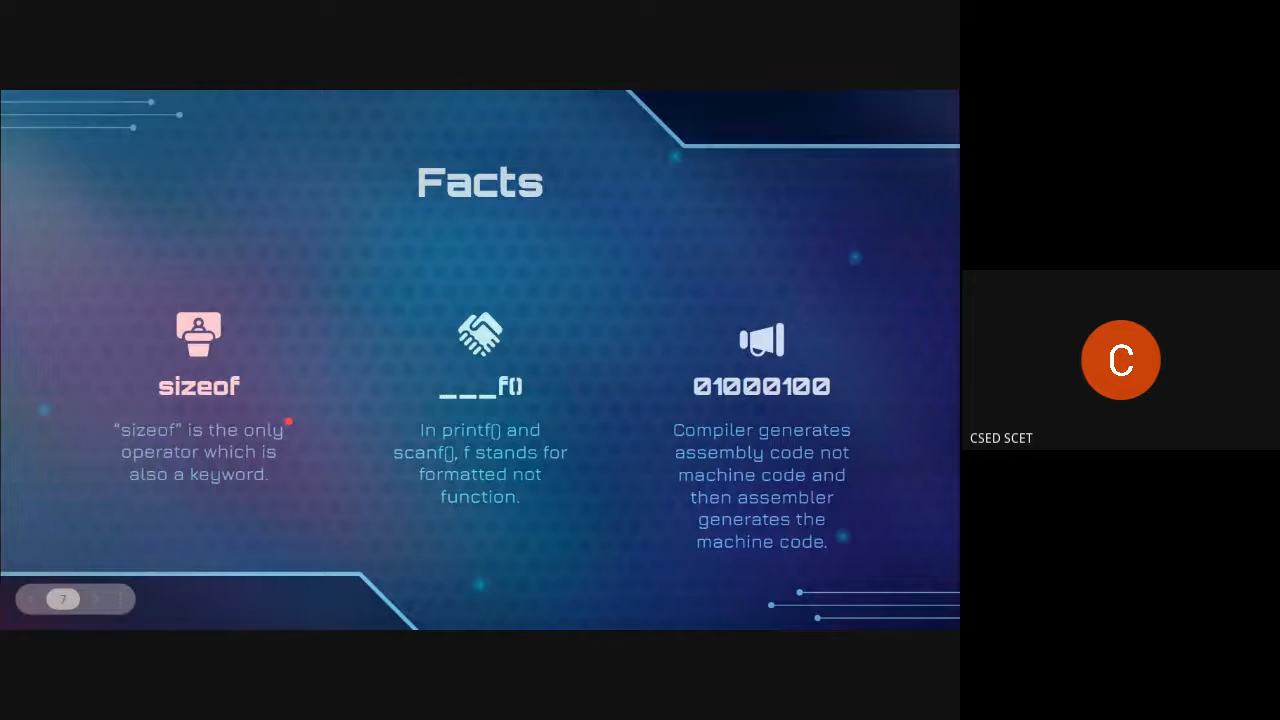 Facts
sizeof
"sizeof" is the only
operator which is
also a keyword.
___f()
In printf() and
scanf(), f stands for
formatted not
function.
01000100
Compiler generates
assembly code not
machine code and
then assembler
generates the
machine code.
7
C
CSED SCET